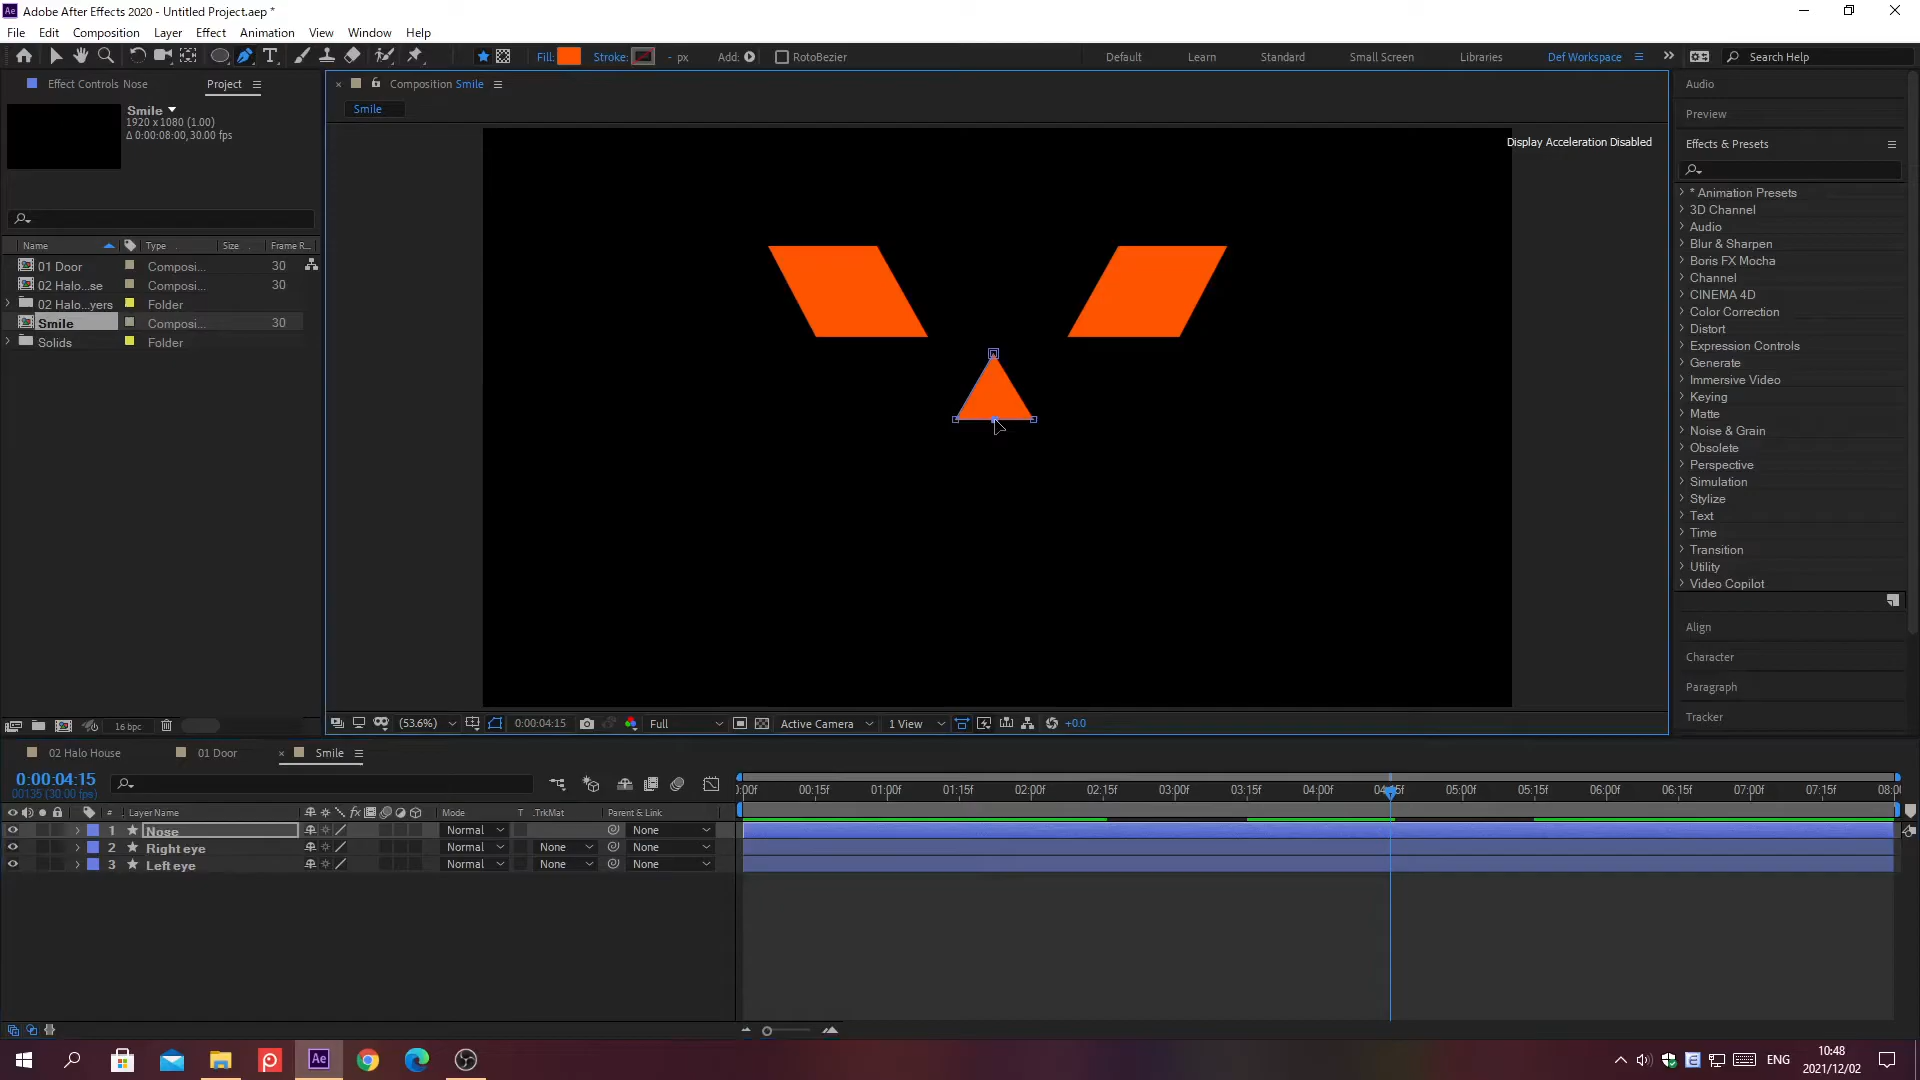 Ae Adobe After Effects 2020 - Untitled Project.aep *
File Edit Composition Layer Effect Animation View Window Help
Fill: Stroke: - px Add: RotoBezier Default Learn Standard Small Screen Libraries Def Workspace Search Help
Effect Controls Nose Project
Composition Smile
Smile
Audio
Preview
Effects & Presets
Smile
1920 x 1080 (1.00)
Δ 0:00:08:00, 30.00 fps
Display Acceleration Disabled
Name Type Size Frame R...
01 Door Composi... 30
02 Halo...se Composi... 30
02 Halo...yers Folder
Smile Composi... 30
Solids Folder
* Animation Presets
3D Channel
Audio
Blur & Sharpen
Boris FX Mocha
Channel
CINEMA 4D
Color Correction
Distort
Expression Controls
Generate
Immersive Video
Keying
Matte
Noise & Grain
Obsolete
Perspective
Simulation
Stylize
Text
Time
Transition
Utility
Video Copilot
Align
Character
Paragraph
Tracker
16 bpc
(53.6%) 0:00:04:15 Full Active Camera 1 View +0.0
02 Halo House 01 Door Smile
0:00:04:15
00135 (30.00 fps)
:00f 00:15f 01:00f 01:15f 02:00f 02:15f 03:00f 03:15f 04:00f 05:00f 05:15f 06:00f 06:15f 07:00f 07:15f 08:0
# Layer Name fx Mode T .TrkMat Parent & Link
1 Nose Normal None
2 Right eye Normal None None
3 Left eye Normal None None
Ae
ENG
10:48
2021/12/02